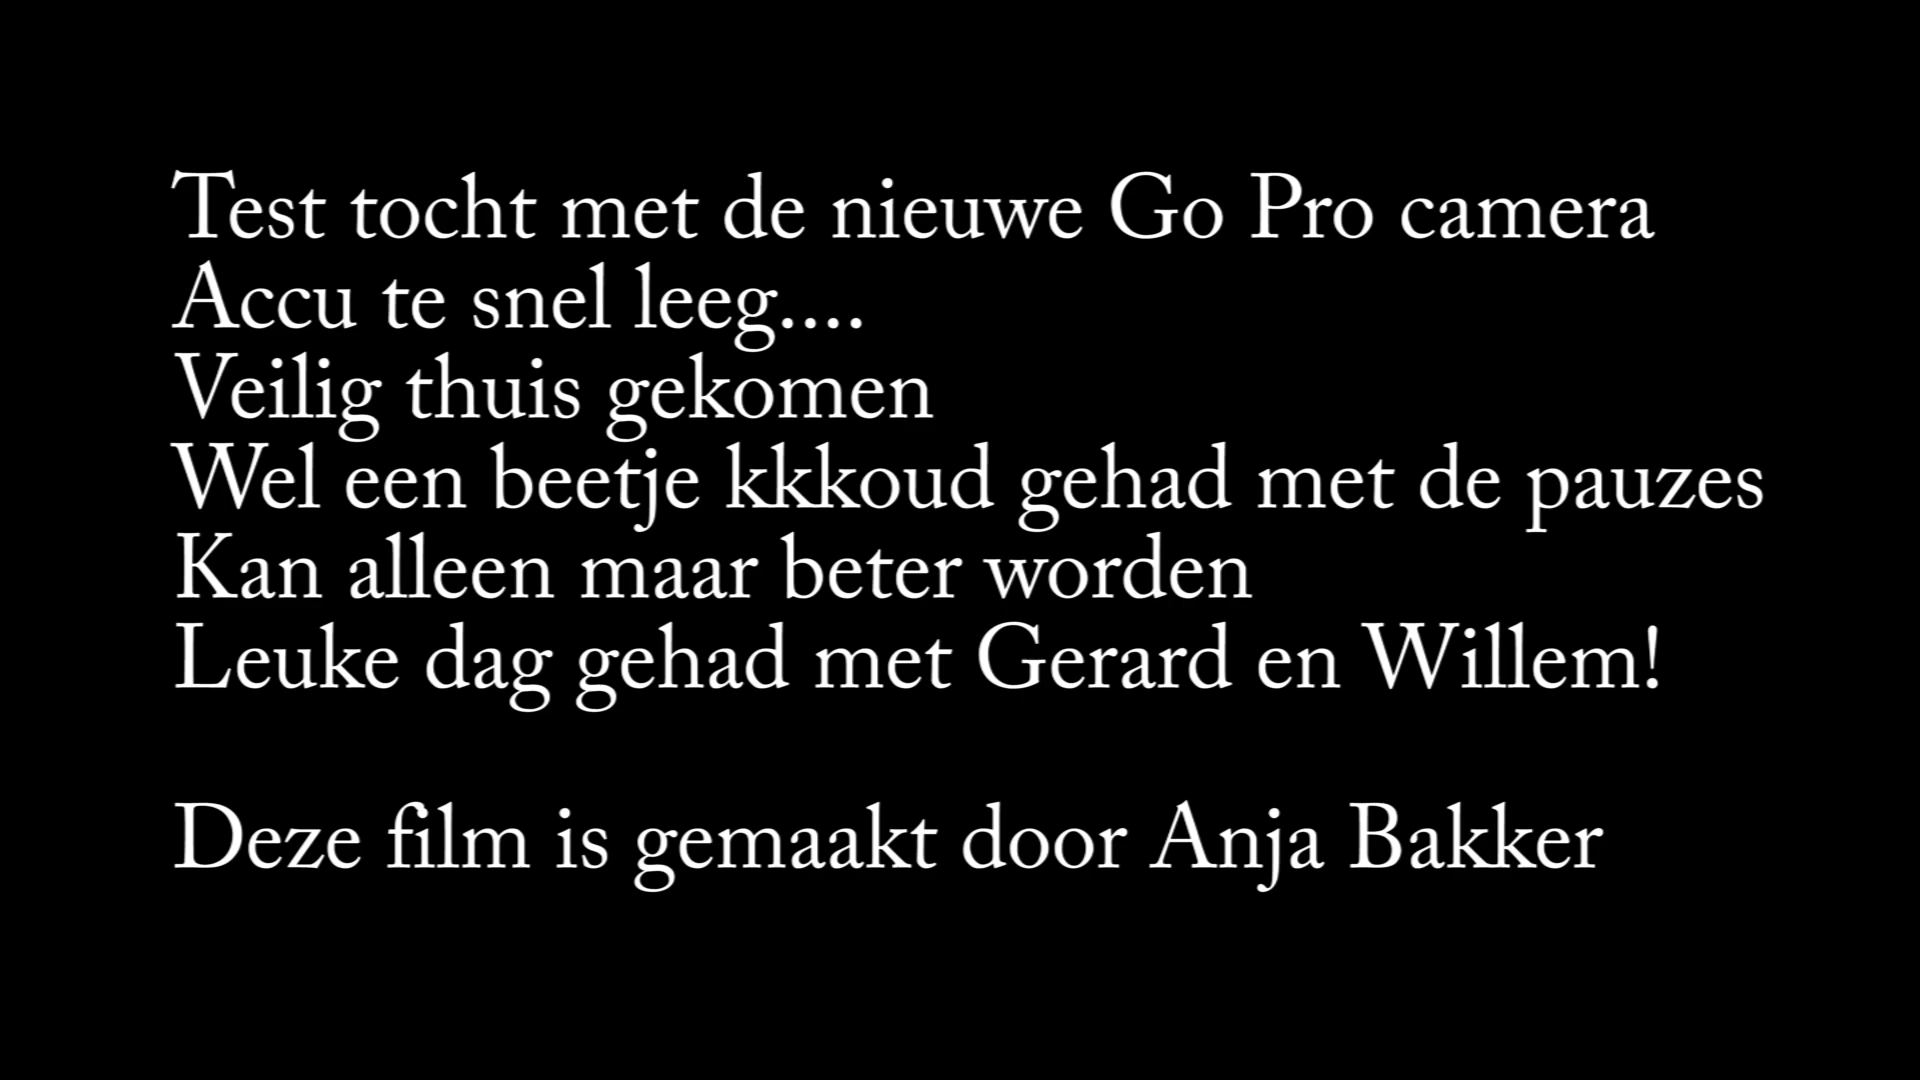 Test tocht met de nieuwe Go Pro camera
Accu te snel leeg....
Veilig thuis gekomen
Wel een beetje kkkoud gehad met de pauzes
Kan alleen maar beter worden
Leuke dag gehad met Gerard en Willem!
Deze film is gemaakt door Anja Bakker